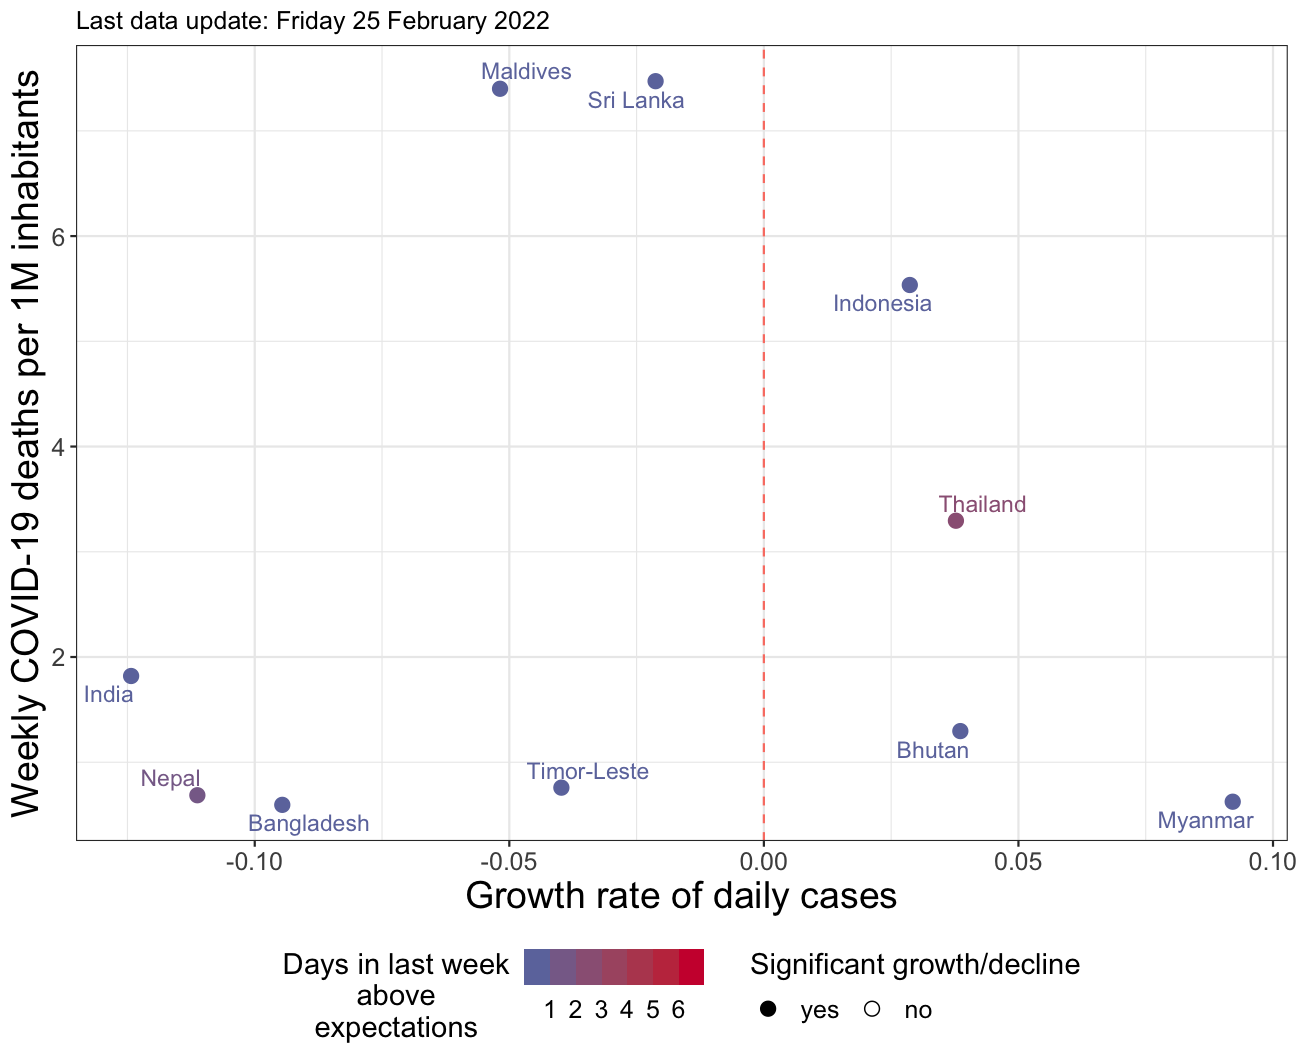 Last data update: Friday 25 February 2022
Weekly COVID-19 deaths per 1M inhabitants
Maldives
Sri Lanka
6
Indonesia
4
Thailand
2
India
Bhutan
Timor-Leste
Nepal
Myanmar
Bangladesh
-0.10 -0.05 0.00 0.05 0.10
Growth rate of daily cases
Days in last week
above
expectations
1 2 3 4 5 6
Significant growth/decline
yes no